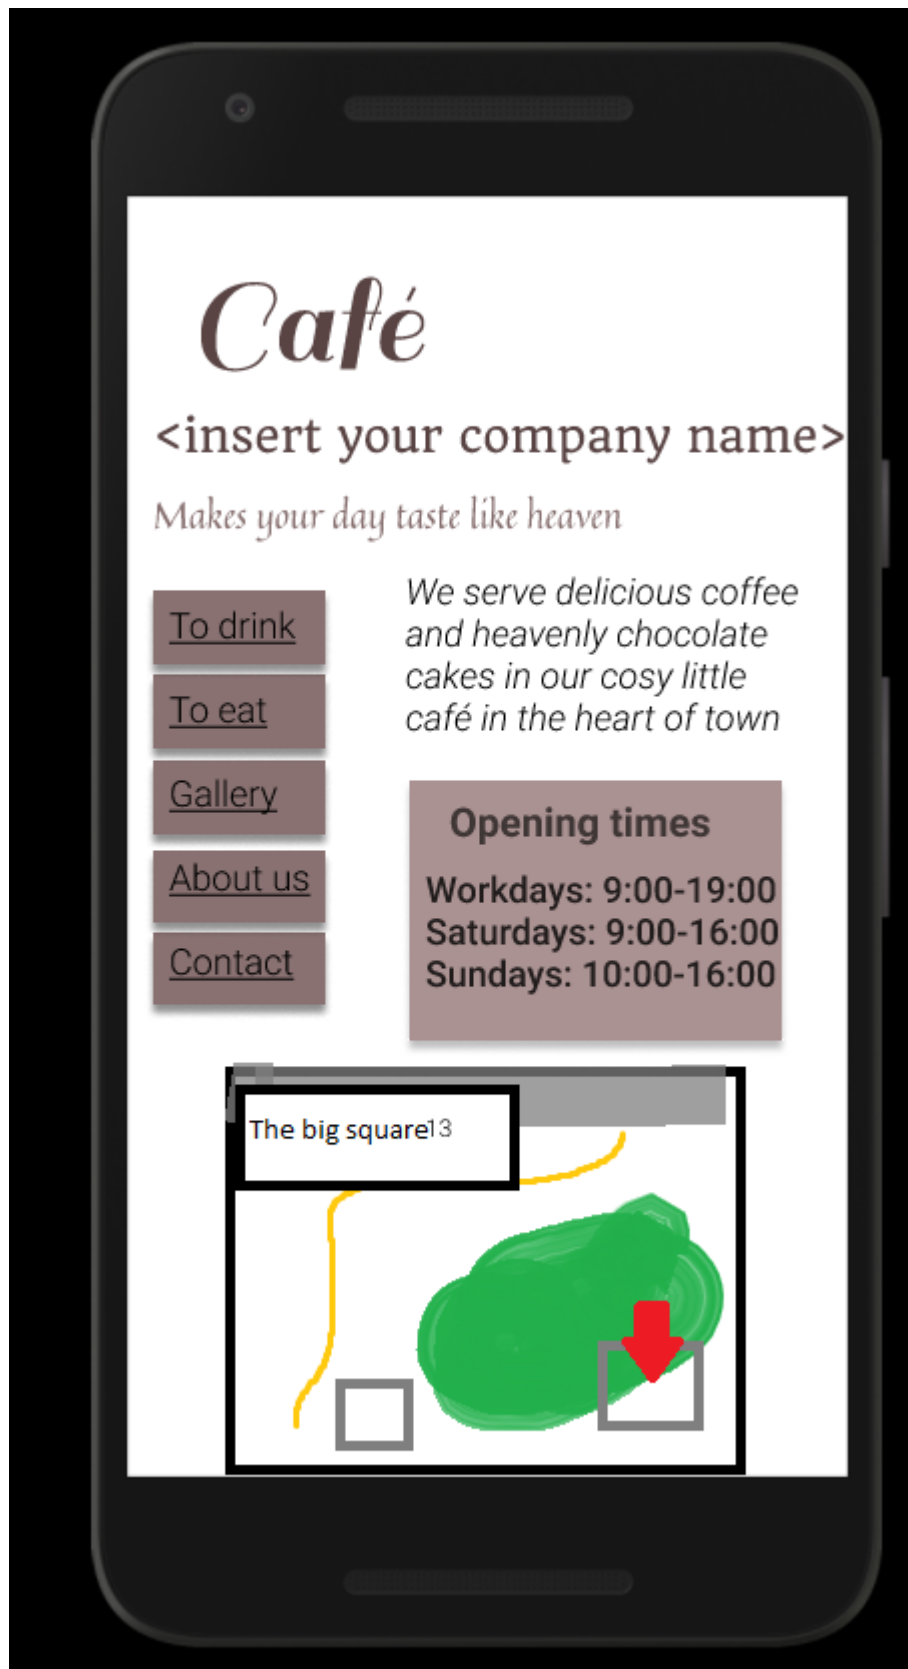 Café
<insert your company name>
Makes your day taste like heaven
To drink
To eat
Gallery
About us
Contact
We serve delicious coffee
and heavenly chocolate
cakes in our cosy little
café in the heart of town
Opening times
Workdays: 9:00-19:00
Saturdays: 9:00-16:00
Sundays: 10:00-16:00
The big square13